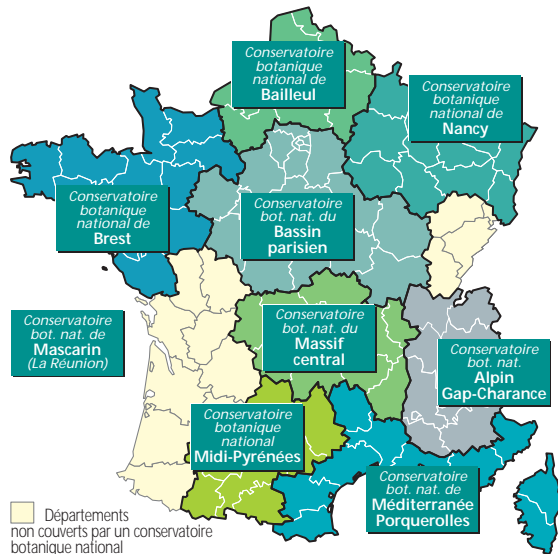 Conservatoire
botanique
national de
Bailleul
Conservatoire
botanique
national de
Nancy
Conservatoire
botanique
national de
Brest
Conservatoire
bot. nat. du
Bassin
parisien
Conservatoire
bot. nat. de
Mascarin
(La Réunion)
Conservatoire
bot. nat. du
Massif
central
Conservatoire
bot. nat.
Alpin
Gap-Charance
Conservatoire
botanique
national
Midi-Pyrénées
Conservatoire
bot. nat. de
Méditerranée
Porquerolles
Départements
non couverts par un conservatoire
botanique national